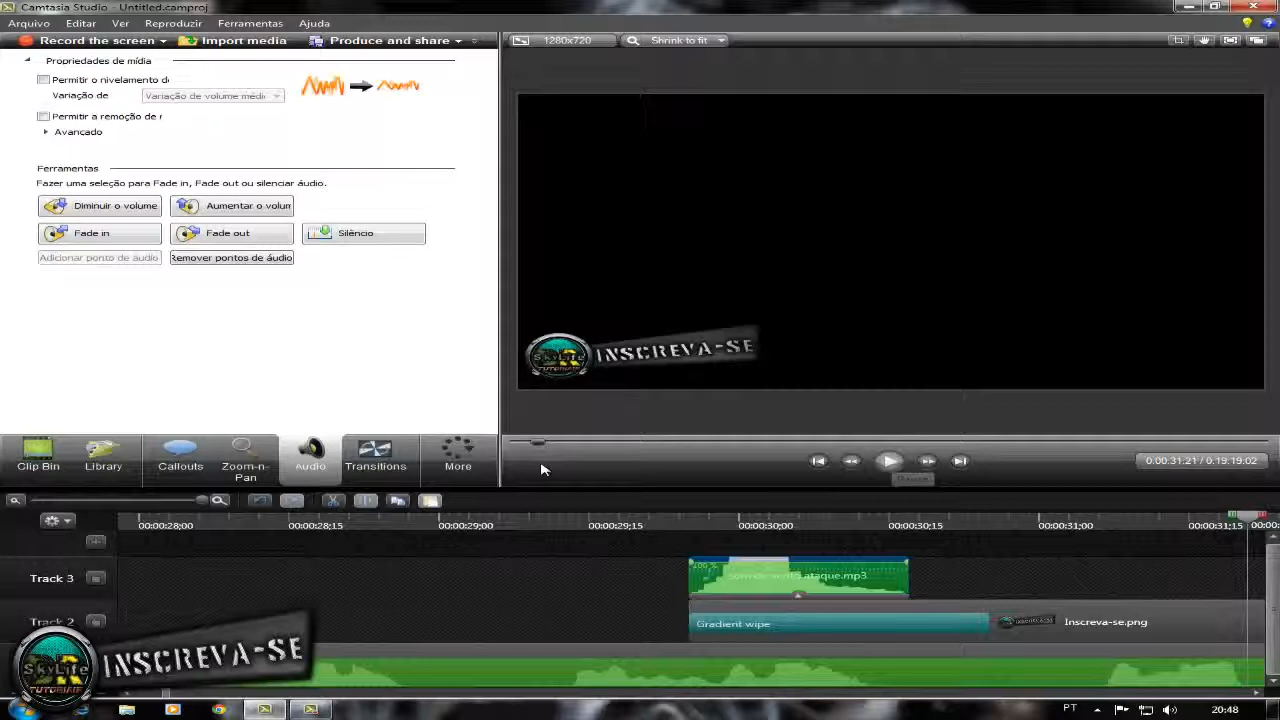 Camtasia Studio - Untitled.camproj
Arquivo Editar Ver Reproduzir Ferramentas Ajuda
Record the screen Import media Produce and share
1280x720 Shrink to fit
Propriedades de mídia
Permitir o nivelamento d
Variação de Variação de volume médi
Permitir a remoção de r
Avançado
Ferramentas
Fazer uma seleção para Fade in, Fade out ou silenciar áudio.
Diminuir o volume Aumentar o volum
Fade in Fade out Silêncio
Adicionar ponto de áudio Remover pontos de áudio
SkyLife INSCREVA-SE
TUTORIAIS
Clip Bin Library Callouts Zoom-n-Pan Audio Transitions More
0:00:31;21 / 0:19:19;02
00:00:28;00 00:00:28;15 00:00:29;00 00:00:29;15 00:00:30;00 00:00:30;15 00:00:31;00 00:00:31;15 00:00:
Track 3 100 % ataque.mp3
Track 2 Gradient wipe Inscreva-se.png
SkyLife INSCREVA-SE
TUTORIAIS
PT 20:48